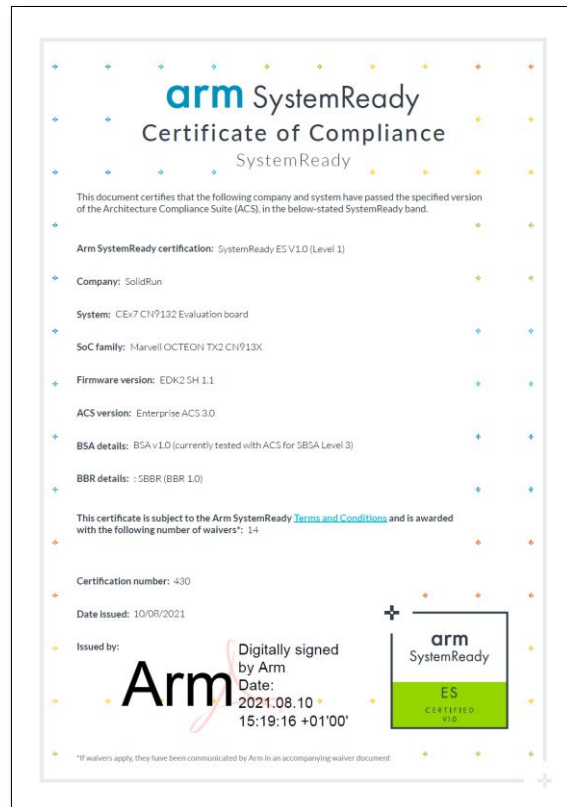 arm SystemReady
Certificate of Compliance
SystemReady
This document certifies that the following company and system have passed the specified version
of the Architecture Compliance Suite (ACS), in the below-stated SystemReady band.
Arm SystemReady certification: SystemReady ES V1.0 (Level 1)
Company: SolidRun
System: CEx7 CN9132 Evaluation board
SoC family: Marvell OCTEON TX2 CN913X
Firmware version: EDK2 SH 1.1
ACS version: Enterprise ACS 3.0
BSA details: BSA v1.0 (currently tested with ACS for SBSA Level 3)
BBR details: : SBBR (BBR 1.0)
This certificate is subject to the Arm SystemReady Terms and Conditions and is awarded
with the following number of waivers*: 14
Certification number: 430
Date issued: 10/08/2021
Issued by:
Arm
Digitally signed
by Arm
Date:
2021.08.10
15:19:16 +01'00'
arm
SystemReady
ES
CERTIFIED
V1.0
*If waivers apply, they have been communicated by Arm in an accompanying waiver document